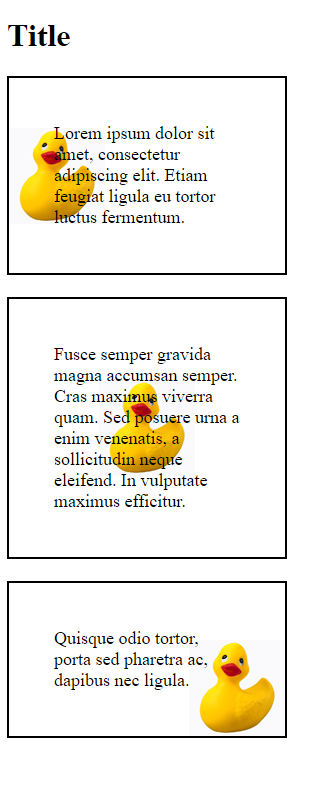 Title
Lorem ipsum dolor sit
amet, consectetur
adipiscing elit. Etiam
feugiat ligula eu tortor
luctus fermentum.
Fusce semper gravida
magna accumsan semper.
Cras maximus viverra
quam. Sed posuere urna a
enim venenatis, a
sollicitudin neque
eleifend. In vulputate
maximus efficitur.
Quisque odio tortor,
porta sed pharetra ac,
dapibus nec ligula.